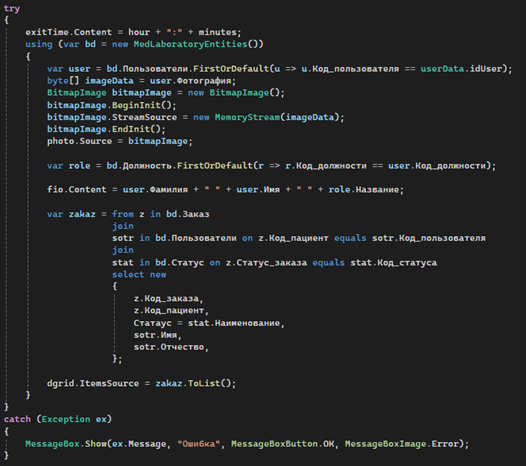 try
{
exitTime.Content = hour + ":" + minutes;
using (var bd = new MedLaboratoryEntities())
{
var user = bd.Пользователи.FirstOrDefault(u => u.Код_пользователя == userData.idUser);
byte[] imageData = user.Фотография;
BitmapImage bitmapImage = new BitmapImage();
bitmapImage.BeginInit();
bitmapImage.StreamSource = new MemoryStream(imageData);
bitmapImage.EndInit();
photo.Source = bitmapImage;
var role = bd.Должность.FirstOrDefault(r => r.Код_должности == user.Код_должности);
fio.Content = user.Фамилия + " " + user.Имя + " " + role.Название;
var zakaz = from z in bd.Заказ
join
sotr in bd.Пользователи on z.Код_пациент equals sotr.Код_пользователя
join
stat in bd.Статус on z.Статус_заказа equals stat.Код_статуса
select new
{
z.Код_заказа,
z.Код_пациент,
Статаус = stat.Наименование,
sotr.Имя,
sotr.Отчество,
};
dgrid.ItemsSource = zakaz.ToList();
}
}
catch (Exception ex)
{
MessageBox.Show(ex.Message, "Ошибка", MessageBoxButton.OK, MessageBoxImage.Error);
}